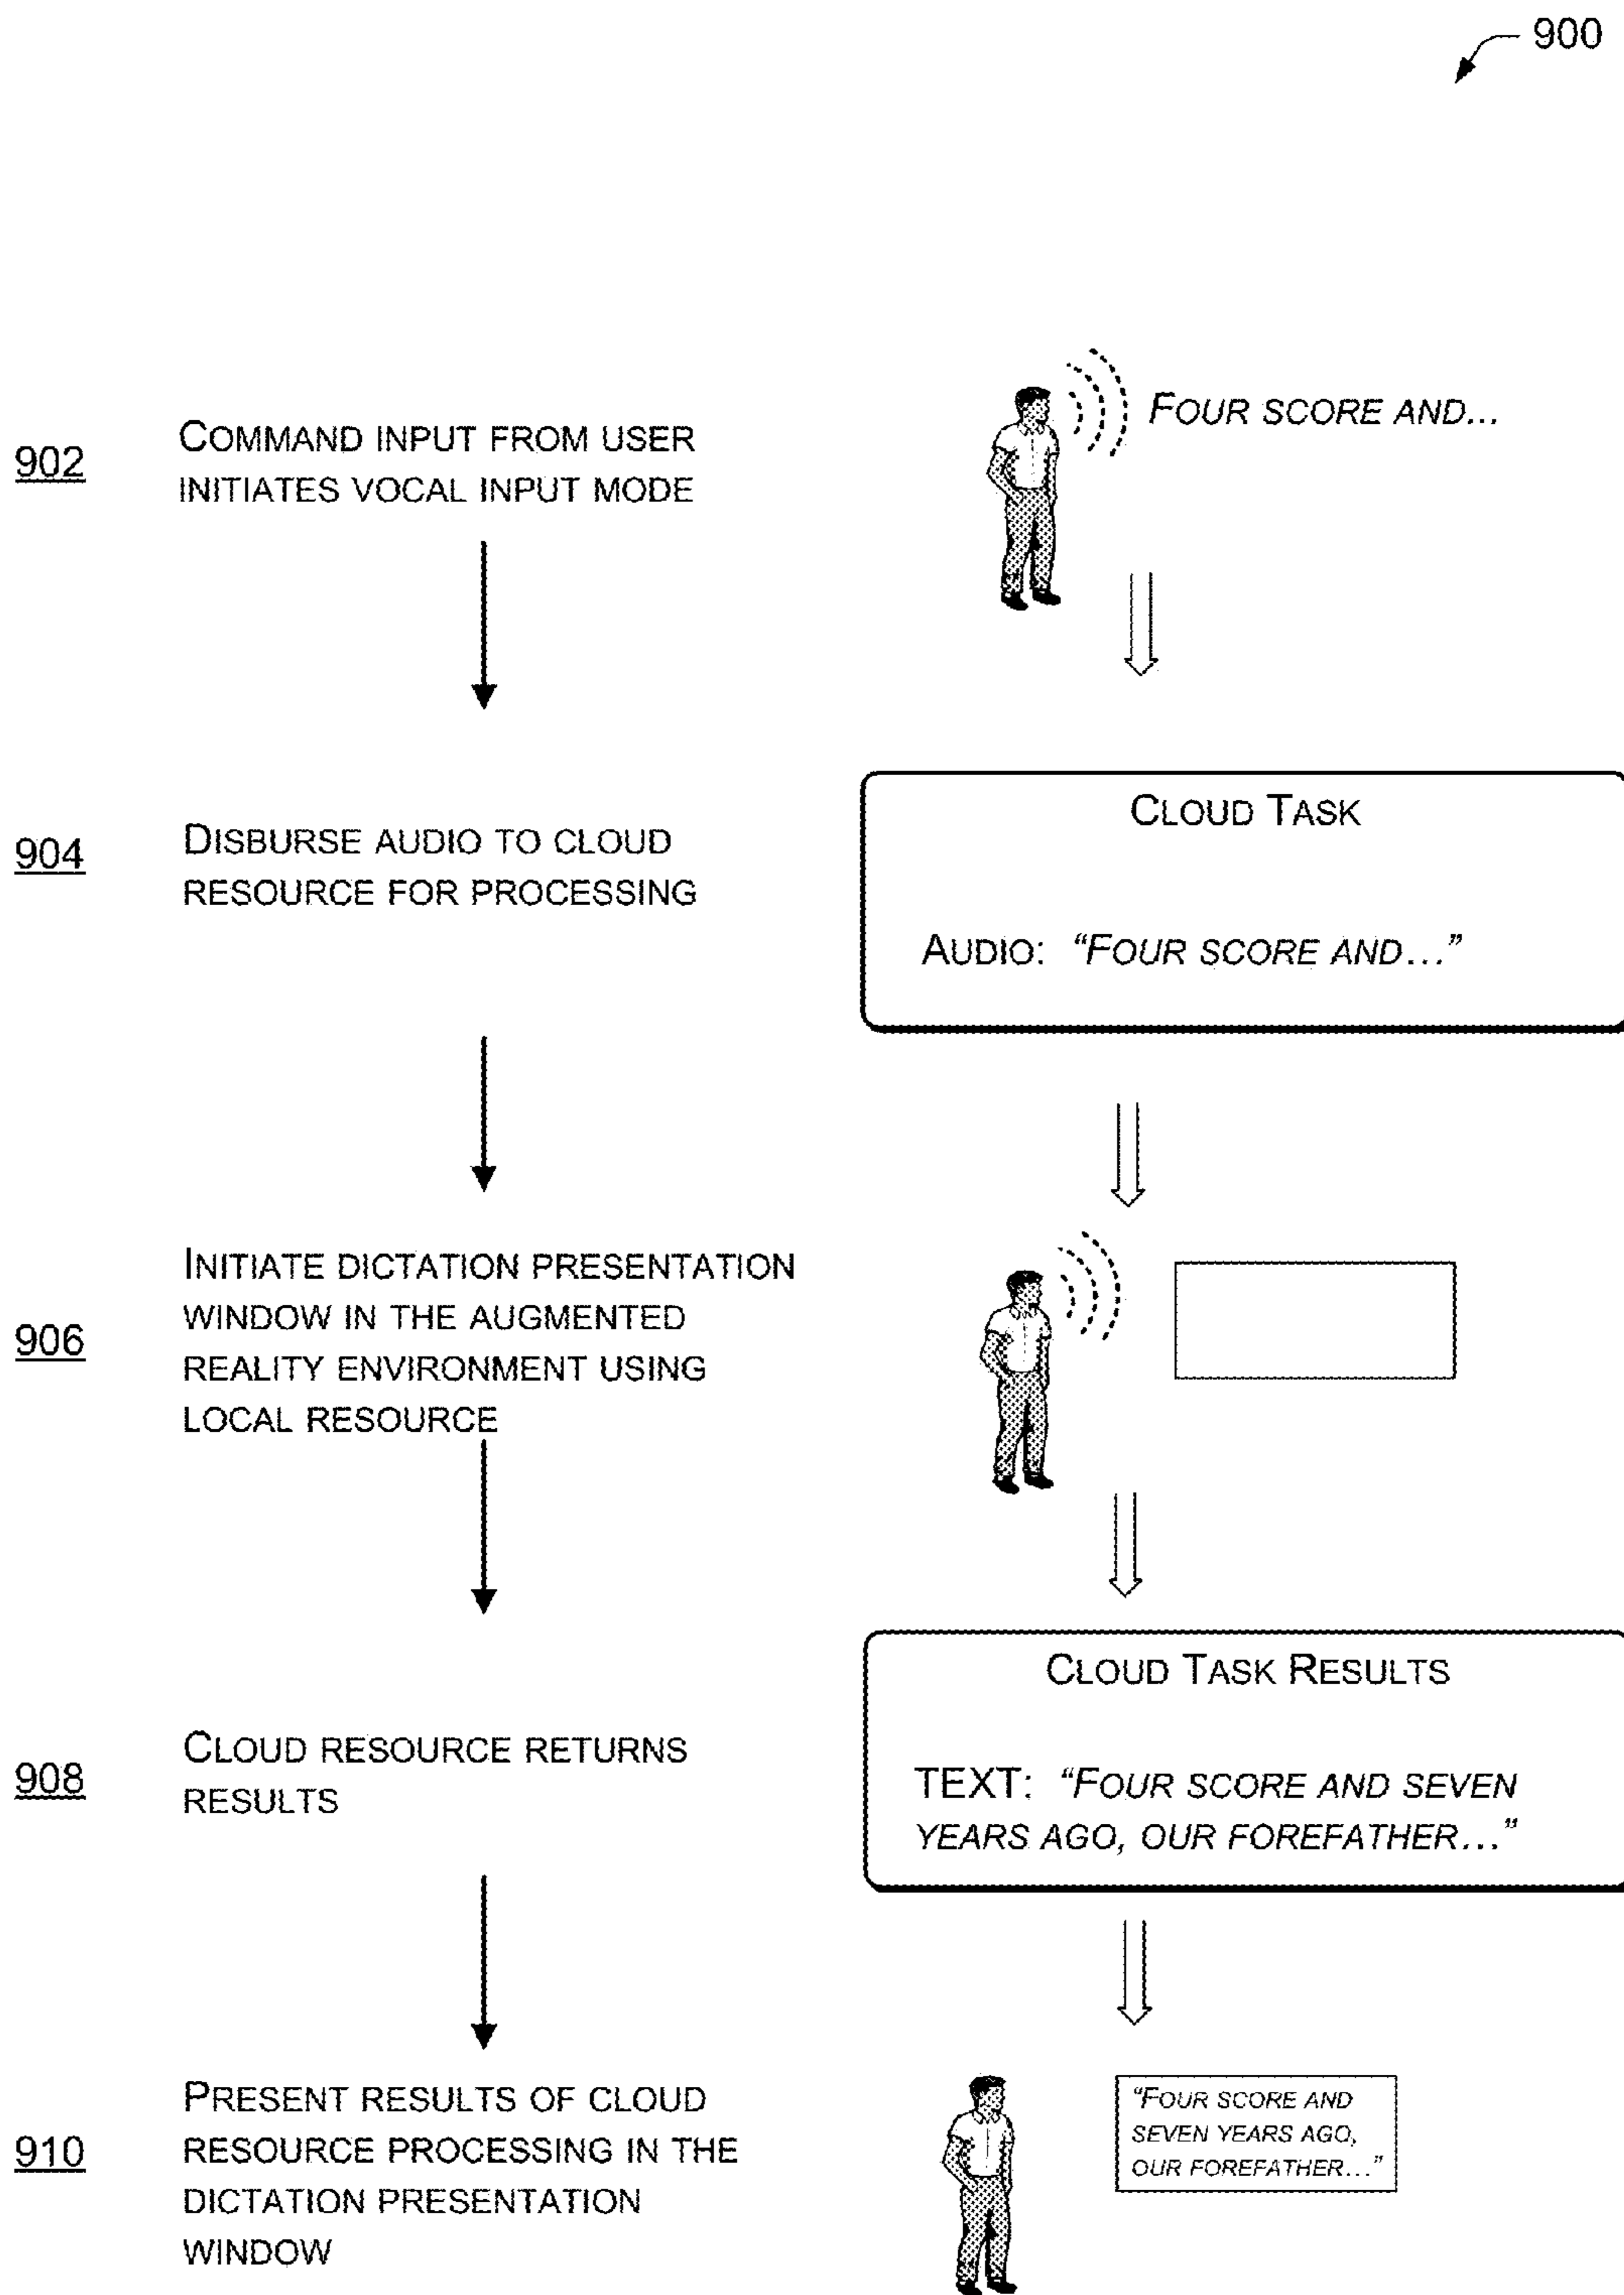 900
902
COMMAND INPUT FROM USER
INITIATES VOCAL INPUT MODE
FOUR SCORE AND...
904
DISBURSE AUDIO TO CLOUD
RESOURCE FOR PROCESSING
CLOUD TASK
AUDIO: “FOUR SCORE AND...”
906
INITIATE DICTATION PRESENTATION
WINDOW IN THE AUGMENTED
REALITY ENVIRONMENT USING
LOCAL RESOURCE
908
CLOUD RESOURCE RETURNS
RESULTS
CLOUD TASK RESULTS
TEXT: “FOUR SCORE AND SEVEN
YEARS AGO, OUR FOREFATHER...”
910
PRESENT RESULTS OF CLOUD
RESOURCE PROCESSING IN THE
DICTATION PRESENTATION
WINDOW
“FOUR SCORE AND
SEVEN YEARS AGO,
OUR FOREFATHER...”